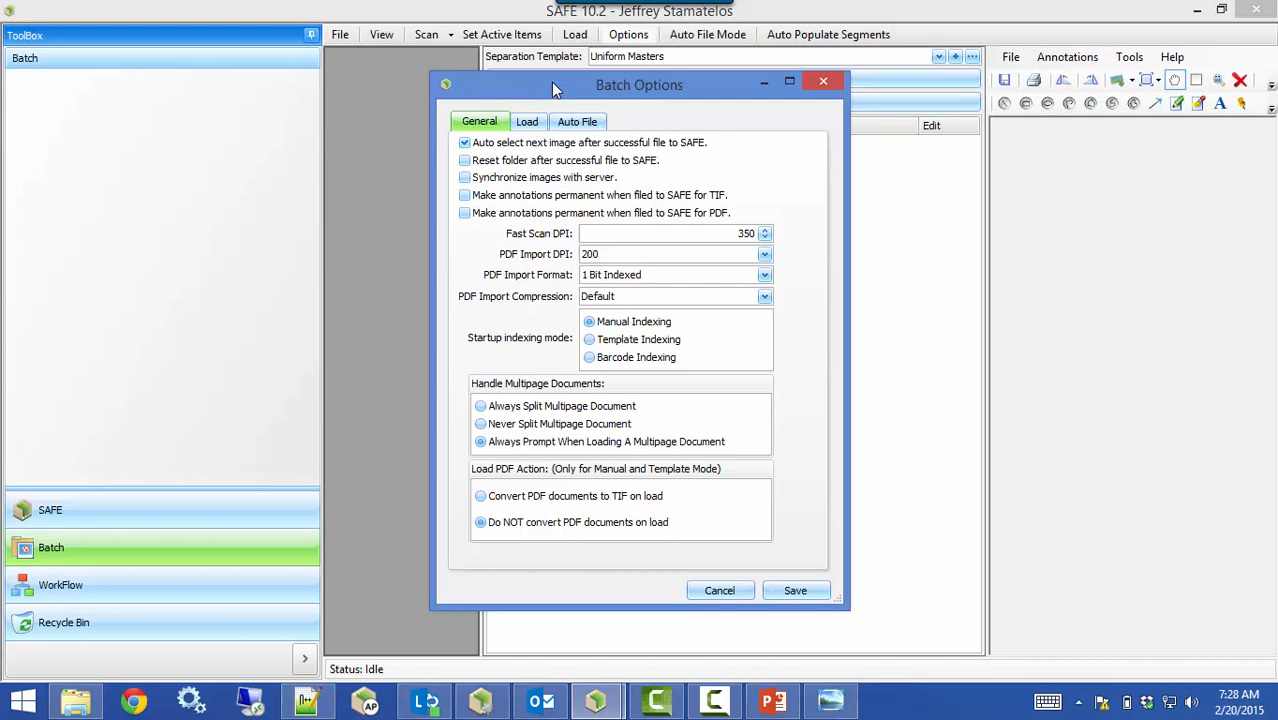 SAFE 10.2 - Jeffrey Stamatelos
ToolBox
File View Scan Set Active Items Load Options Auto File Mode Auto Populate Segments
Batch
Separation Template: Uniform Masters
File Annotations Tools Help
Batch Options
Edit
General Load Auto File
Auto select next image after successful file to SAFE.
Reset folder after successful file to SAFE.
Synchronize images with server.
Make annotations permanent when filed to SAFE for TIF.
Make annotations permanent when filed to SAFE for PDF.
Fast Scan DPI: 350
PDF Import DPI: 200
PDF Import Format: 1 Bit Indexed
PDF Import Compression: Default
Startup indexing mode:
Manual Indexing
Template Indexing
Barcode Indexing
Handle Multipage Documents:
Always Split Multipage Document
Never Split Multipage Document
Always Prompt When Loading A Multipage Document
Load PDF Action: (Only for Manual and Template Mode)
Convert PDF documents to TIF on load
Do NOT convert PDF documents on load
Cancel Save
SAFE
Batch
WorkFlow
Recycle Bin
Status: Idle
AP
7:28 AM
2/20/2015